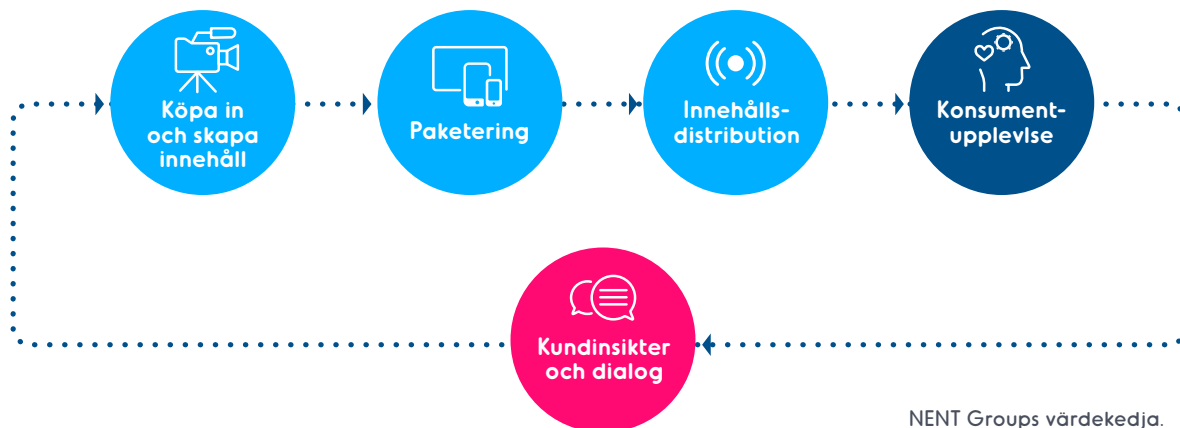 Köpa in
och skapa
innehåll
Paketering
Innehålls-
distribution
Konsument-
upplevlse
Kundinsikter
och dialog
NENT Groups värdekedja.